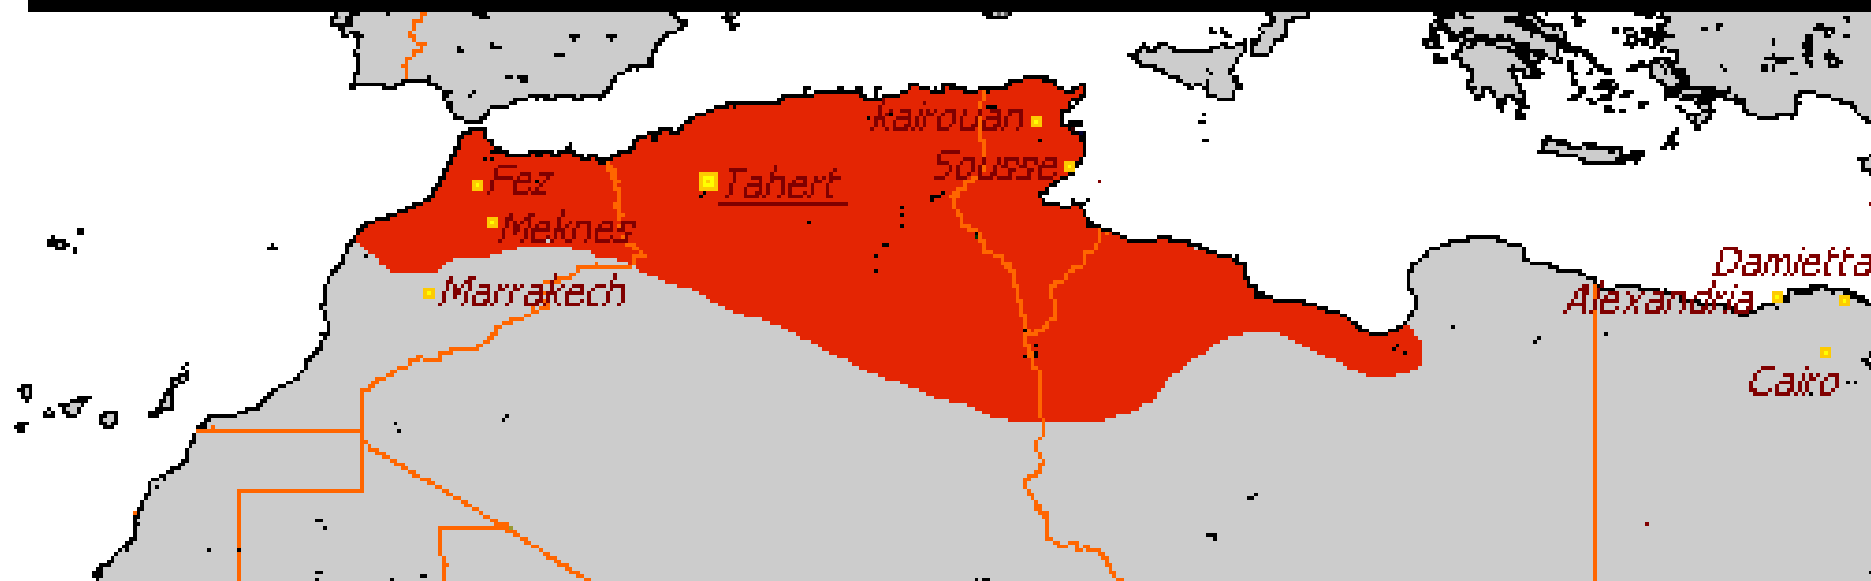 kairouan
Sousse
Fez
Tahert
Meknes
Damietta
Marrakech
Alexandria
Cairo